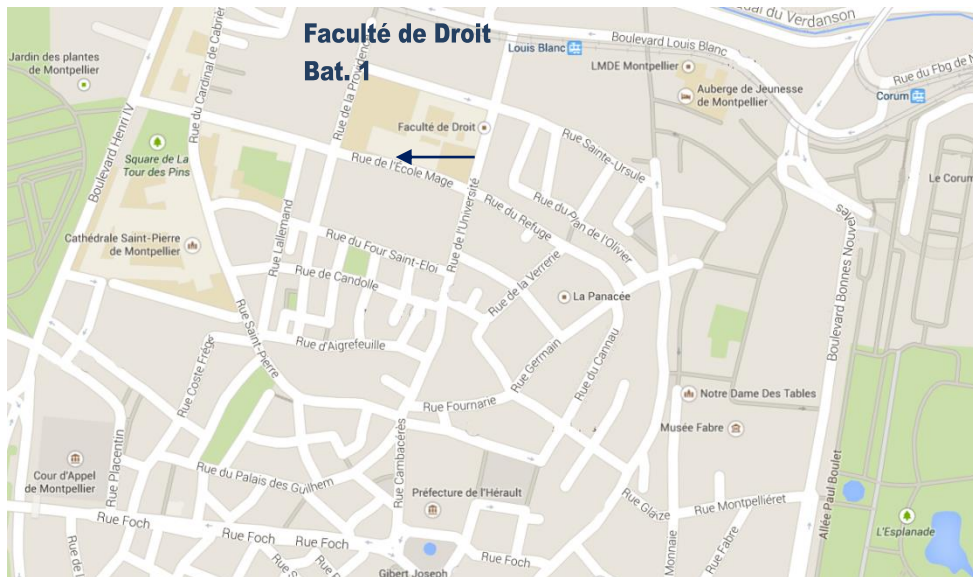 Faculté de Droit
Bat. 1
al du Verdanson
Louis Blanc
Boulevard Louis Blanc
Jardin des plantes
de Montpellier
LMDE Montpellier
Rue du Fbg de N
Auberge de Jeunesse
de Montpellier
Corum
Rue du Cardinal de Cabriè
Rue de la Providenc
Boulevard Henri IV
Faculté de Droit
Rue Sainte-Ursule
Square de La
Tour des Pins
Rue de l'École Mage
Le Corum
Rue de l'Université
Rue du Refuge
Rue du Plan de l'Olivier
Rue Lallemand
Cathédrale Saint-Pierre
de Montpellier
Rue du Four Saint-Eloi
Rue de Candolle
Rue de la Verrerie
La Panacée
Boulevard Bonnes Nouvelles
Rue Saint-Pierre
Rue d'Aigrefeuille
Rue Coste Frège
Rue Germain
Rue du Cannau
Rue Fournarie
Notre Dame Des Tables
Musée Fabre
Rue Cambacérès
Rue Placentin
Cour d'Appel
de Montpellier
Rue du Palais des Guilhem
Préfecture de l'Hérault
Rue Glaize
Rue Montpelliéret
Allée Paul Boulet
L'Esplanade
Rue Foch
Rue Foch
Rue Foch
Rue Foch
Monnaie
Rue Fabre
Rue de l
Rue S
Gibert Joseph